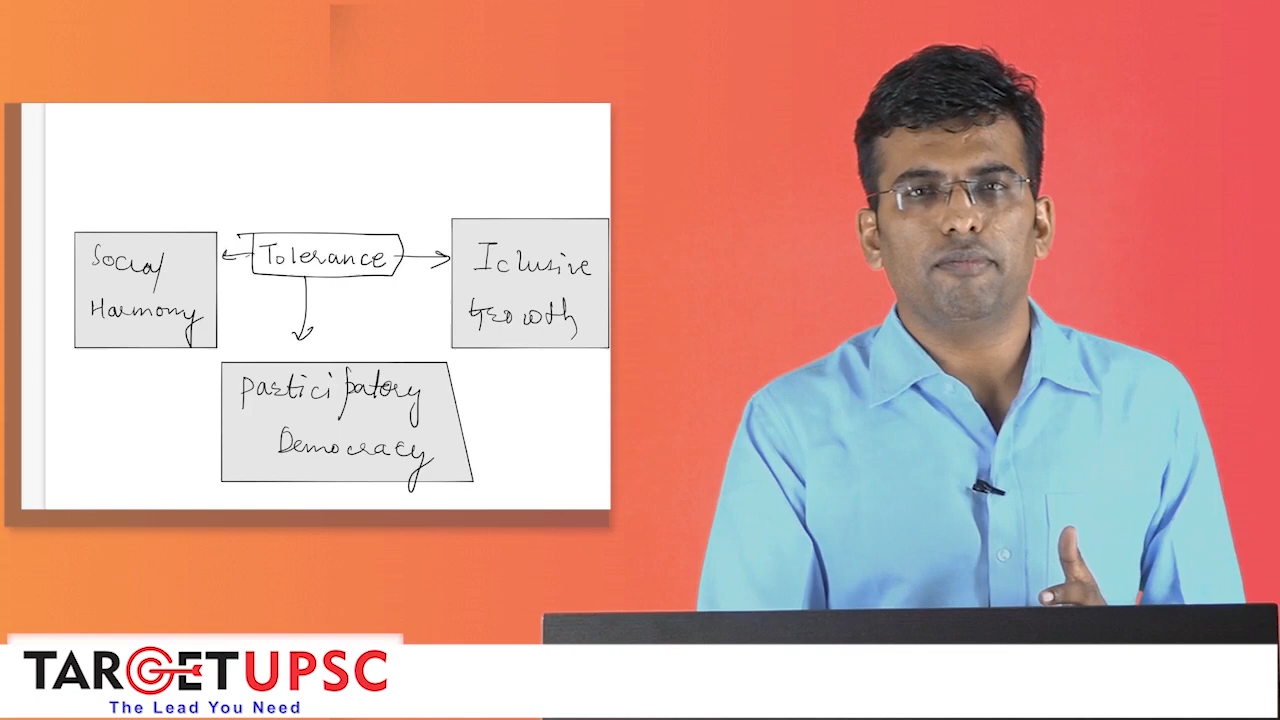 Social
Harmony
Tolerance
Iclusive
Growth
Participatory
Democracy
TARGETUPSC
The Lead You Need